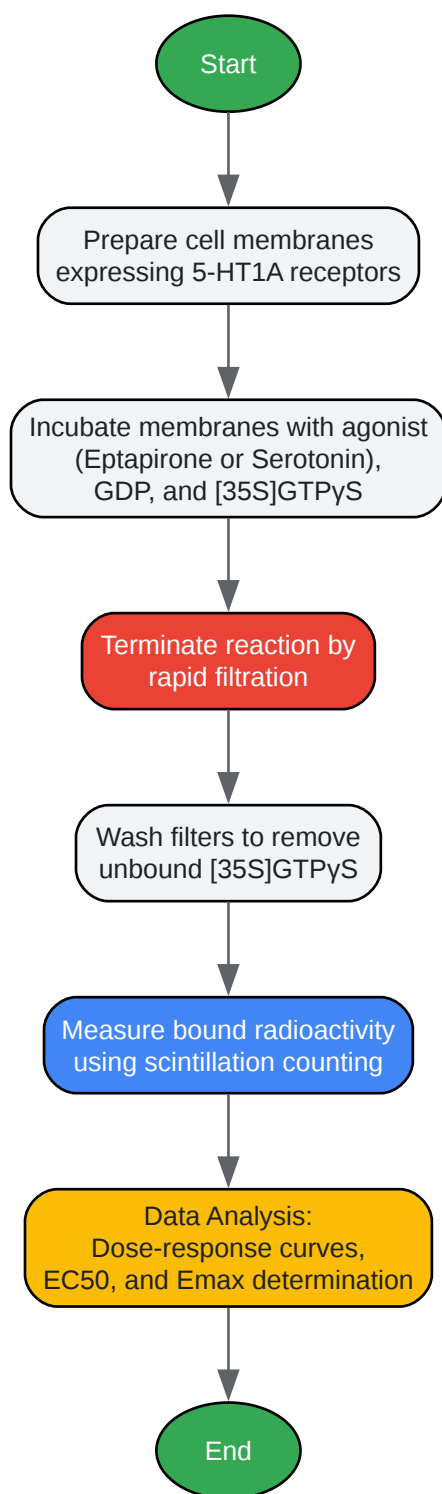 Start
Prepare cell membranes
expressing 5-HT1A receptors
Incubate membranes with agonist
(Eptapirone or Serotonin),
GDP, and [35S]GTPγS
Terminate reaction by
rapid filtration
Wash filters to remove
unbound [35S]GTPγS
Measure bound radioactivity
using scintillation counting
Data Analysis:
Dose-response curves,
EC50, and Emax determination
End